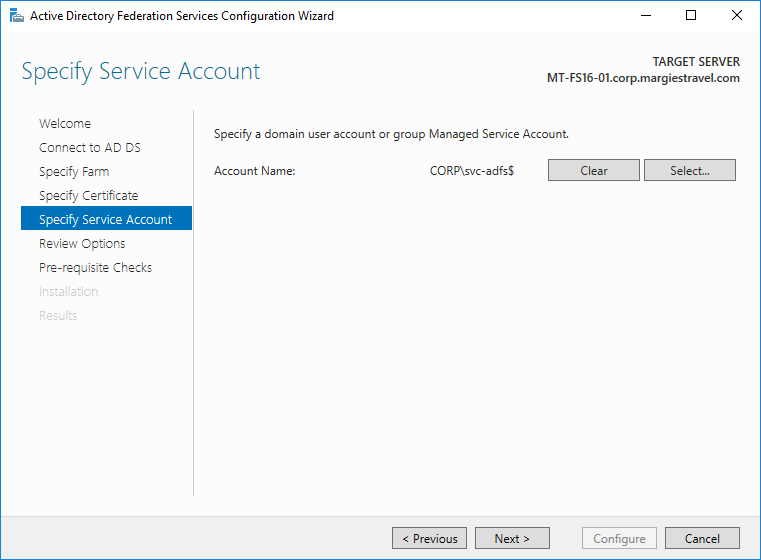 Active Directory Federation Services Configuration Wizard
Specify Service Account
TARGET SERVER
MT-FS16-01.corp.margiestravel.com
Welcome
Connect to AD DS
Specify Farm
Specify Certificate
Specify Service Account
Review Options
Pre-requisite Checks
Installation
Results
Specify a domain user account or group Managed Service Account.
Account Name: CORP\svc-adfs$ Clear Select...
< Previous Next > Configure Cancel